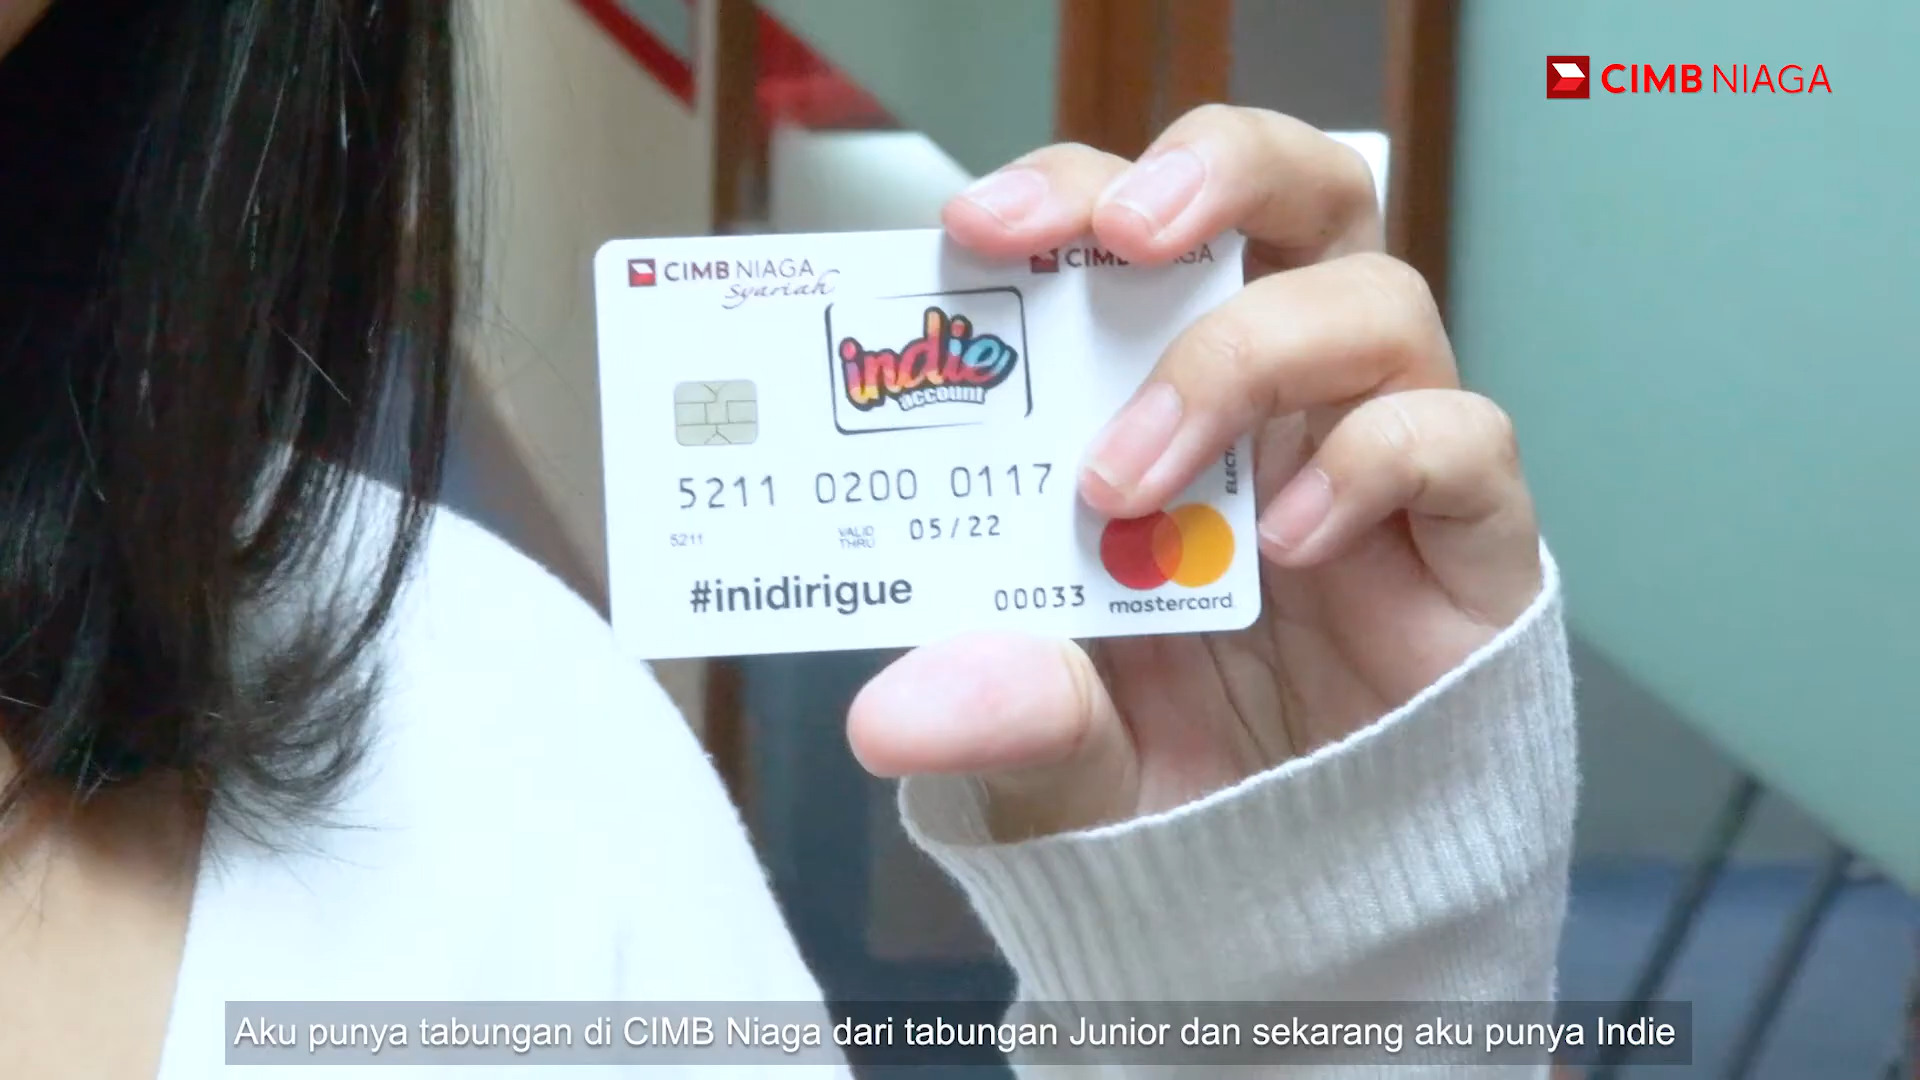 CIMB NIAGA
CIMB NIAGA
Syariah
indie
account
5211 0200 0117
5211
VALID
THRU
05/22
#inidirigue
00033
mastercard
Aku punya tabungan di CIMB Niaga dari tabungan Junior dan sekarang aku punya Indie